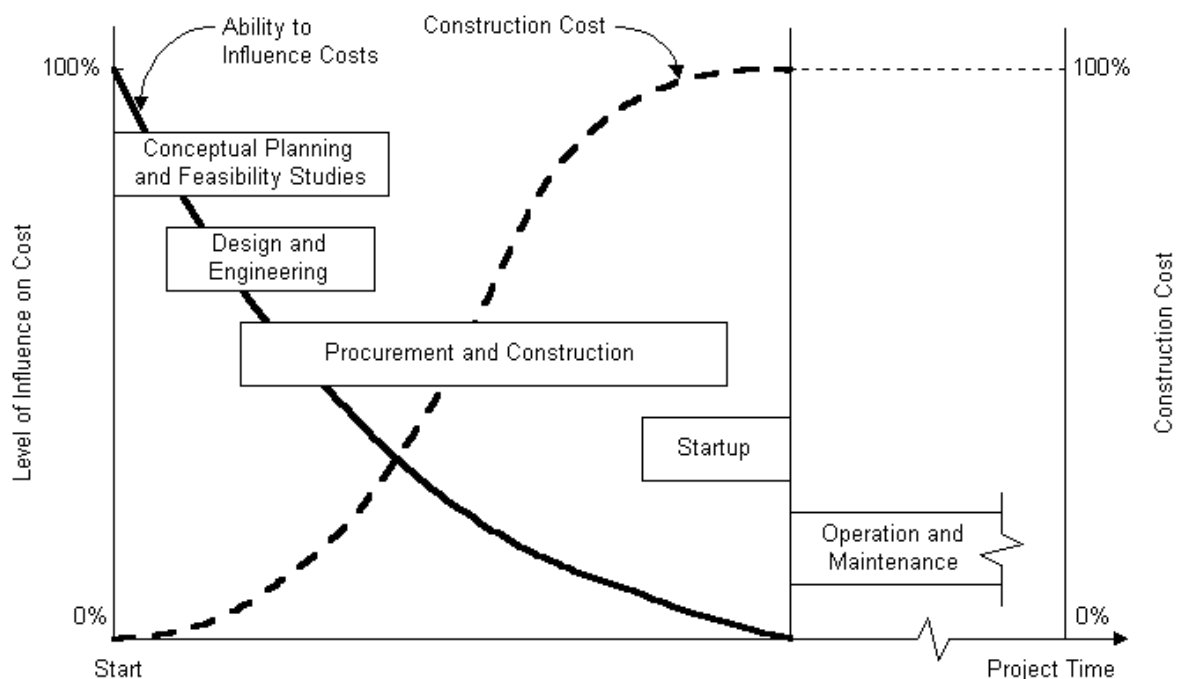 Ability to
Influence Costs
Construction Cost
100%
100%
Conceptual Planning
and Feasibility Studies
Design and
Engineering
Procurement and Construction
Startup
Operation and
Maintenance
Level of Influence on Cost
Construction Cost
0%
0%
Start
Project Time